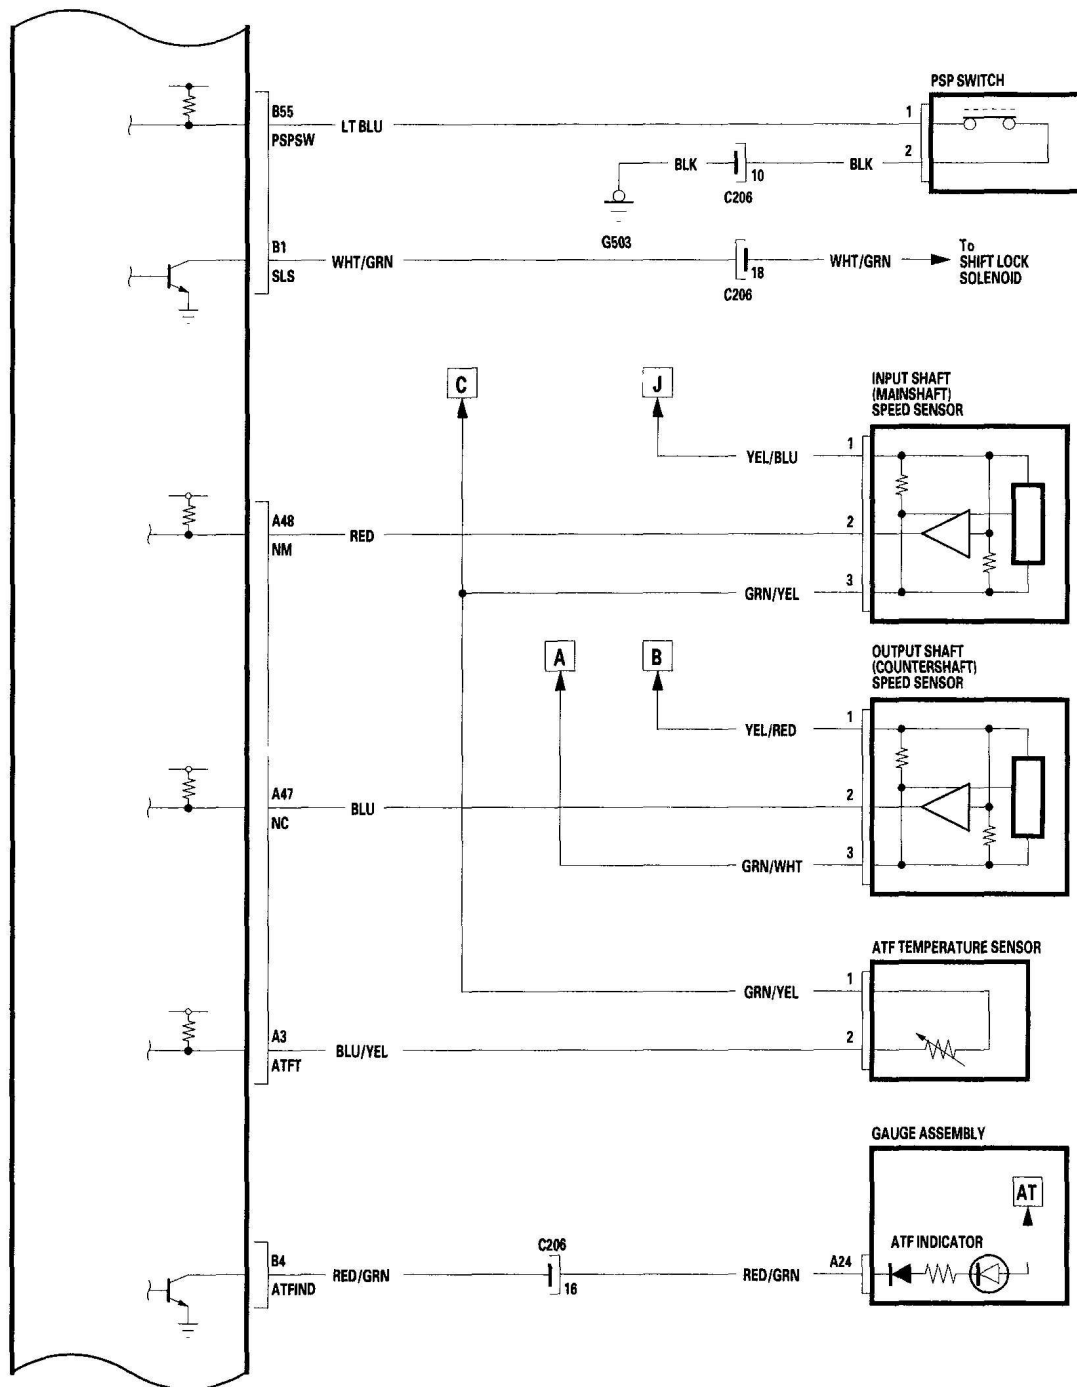 PSP SWITCH
B55
PSPSW
LT BLU
1
2
BLK
10
C206
BLK
G503
B1
SLS
WHT/GRN
18
C206
WHT/GRN
To
SHIFT LOCK
SOLENOID
C
J
INPUT SHAFT
(MAINSHAFT)
SPEED SENSOR
1
YEL/BLU
A48
NM
RED
2
3
GRN/YEL
A
B
OUTPUT SHAFT
(COUNTERSHAFT)
SPEED SENSOR
1
YEL/RED
A47
NC
BLU
2
3
GRN/WHT
ATF TEMPERATURE SENSOR
1
GRN/YEL
A3
ATFT
BLU/YEL
2
GAUGE ASSEMBLY
AT
ATF INDICATOR
B4
ATFIND
RED/GRN
C206
16
RED/GRN
A24